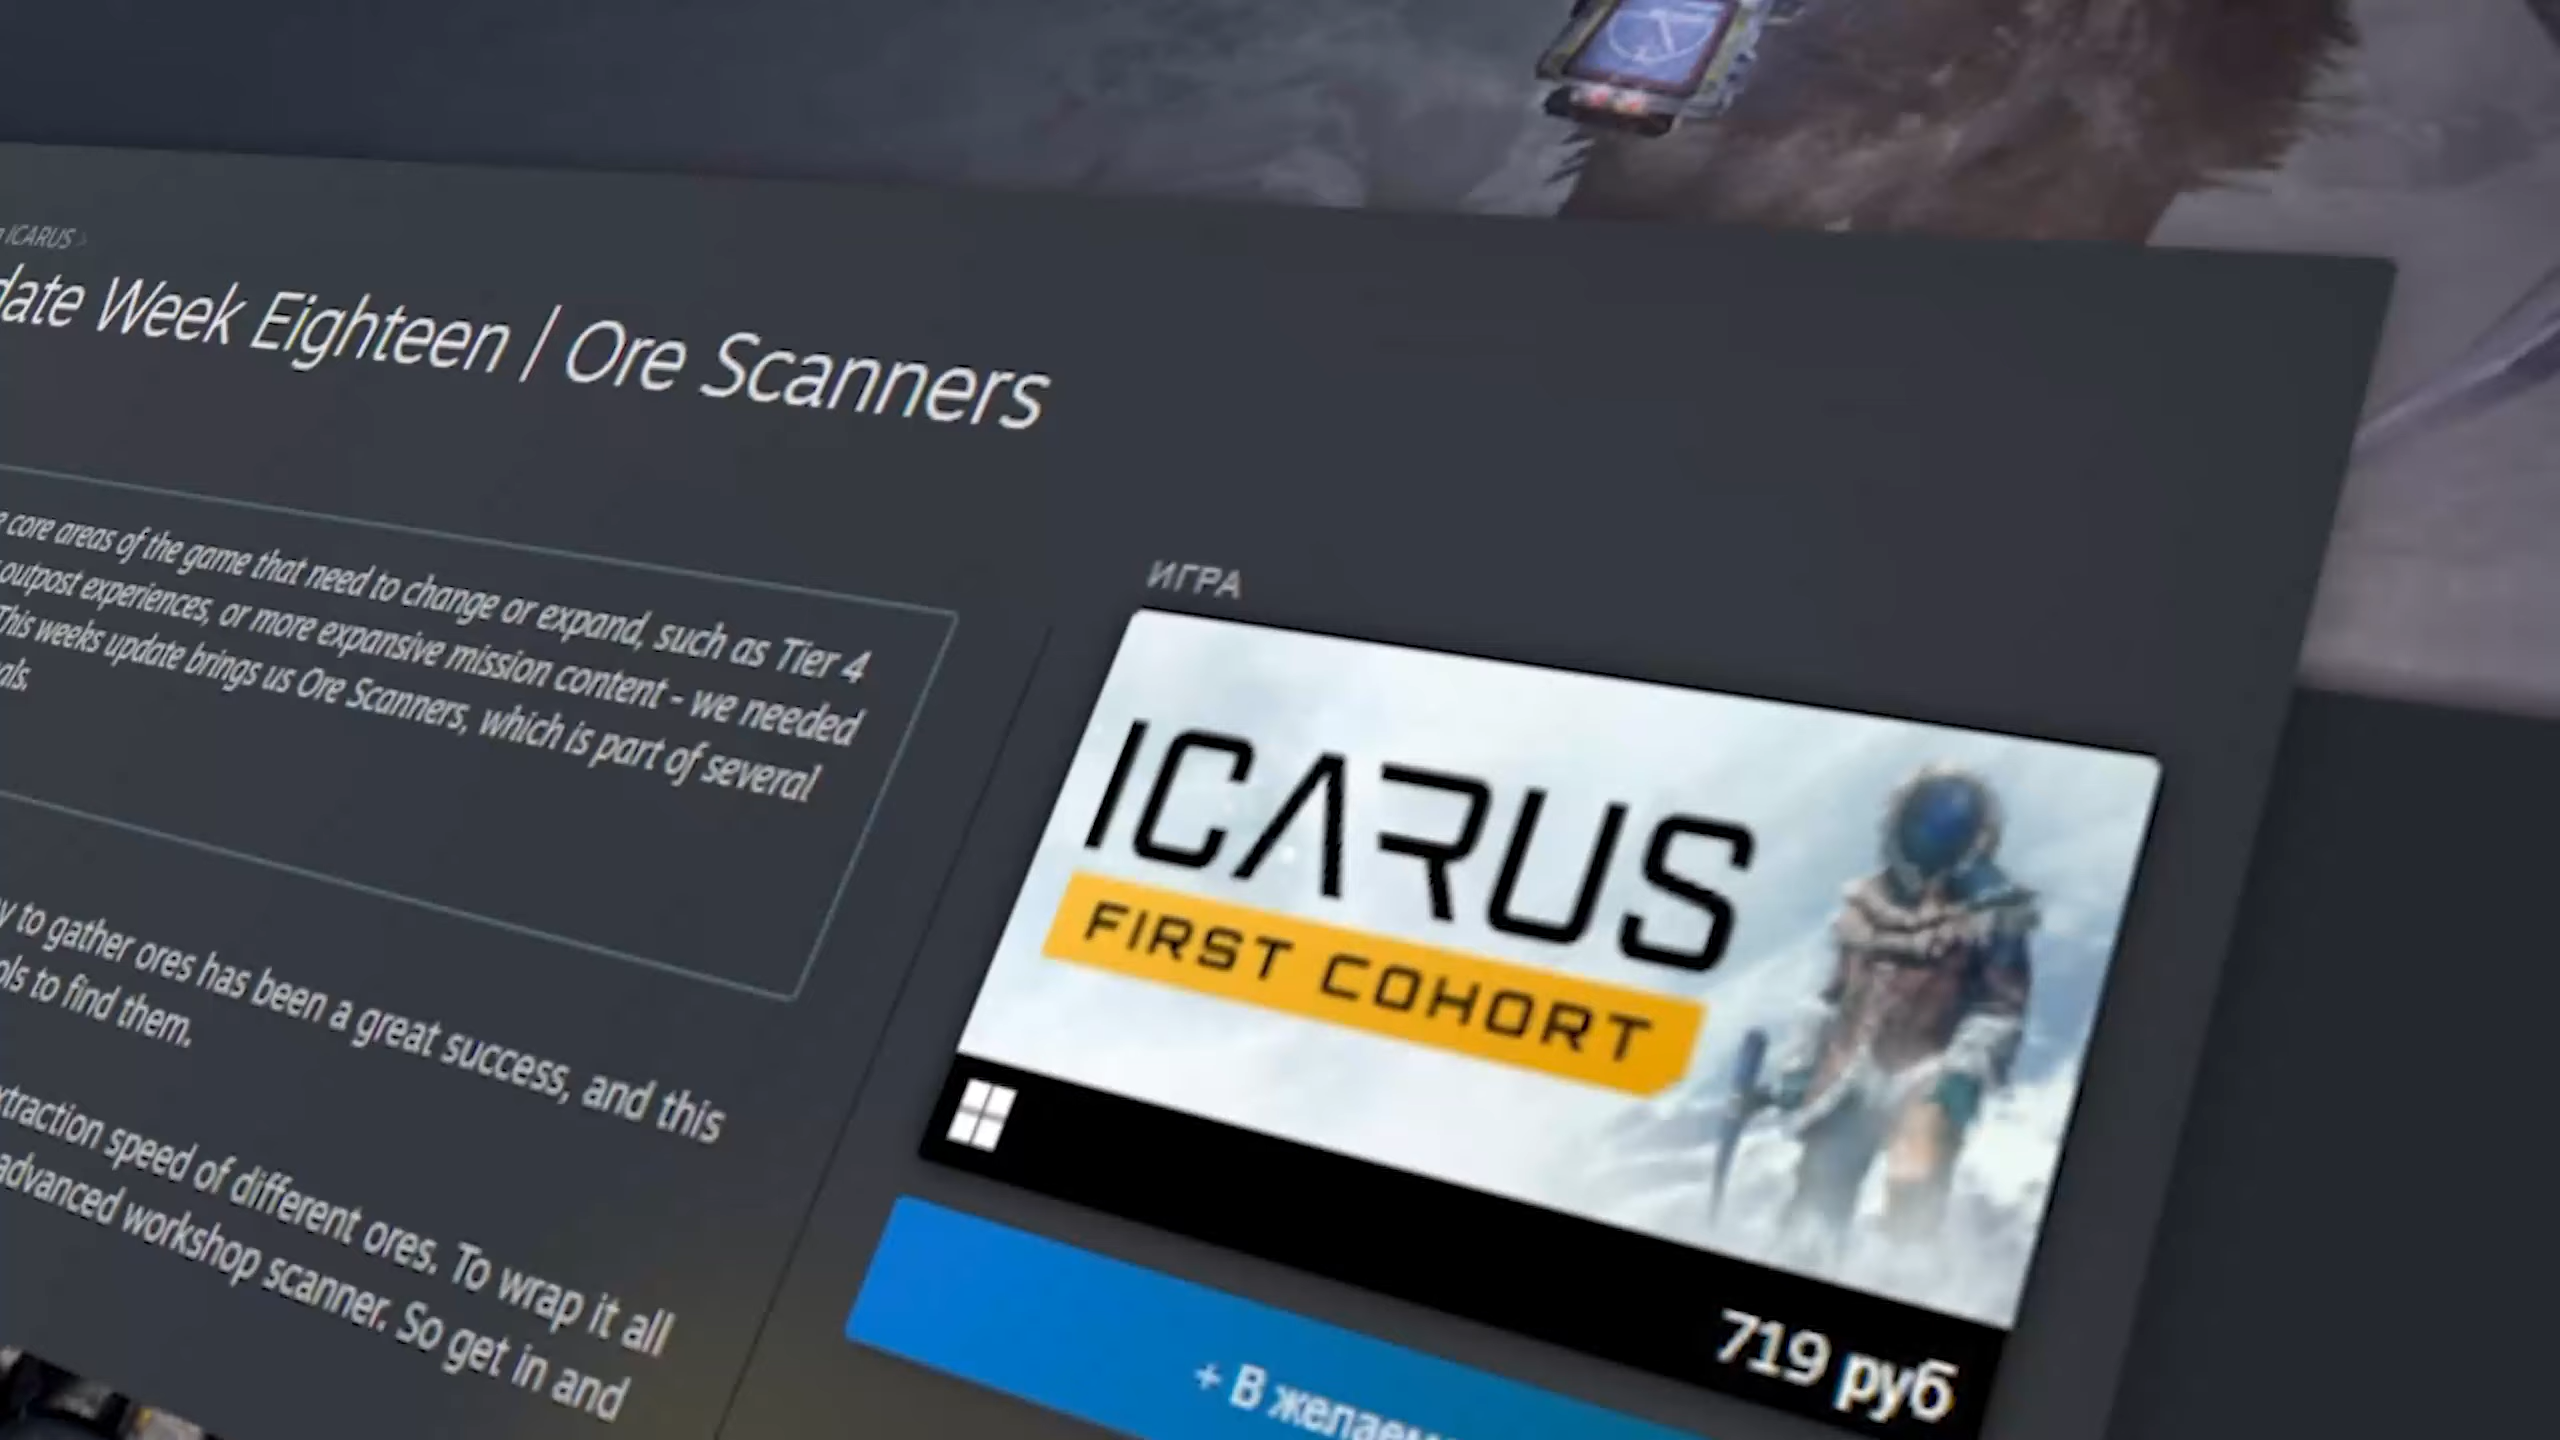 ICARUS >
date Week Eighteen | Ore Scanners
core areas of the game that need to change or expand, such as Tier 4
outpost experiences, or more expansive mission content - we needed
This weeks update brings us Ore Scanners, which is part of several
als.
y to gather ores has been a great success, and this
ols to find them.
xtraction speed of different ores. To wrap it all
advanced workshop scanner. So get in and
ИГРА
ICARUS
FIRST COHORT
719 руб
+ В желаем